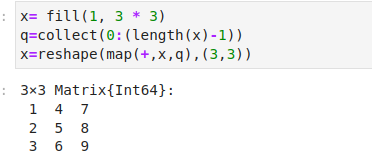 : x= fill(1, 3 * 3)
q=collect(0:(length(x)-1))
x=reshape(map(+,x,q),(3,3))
: 3×3 Matrix{Int64}:
1 4 7
2 5 8
3 6 9